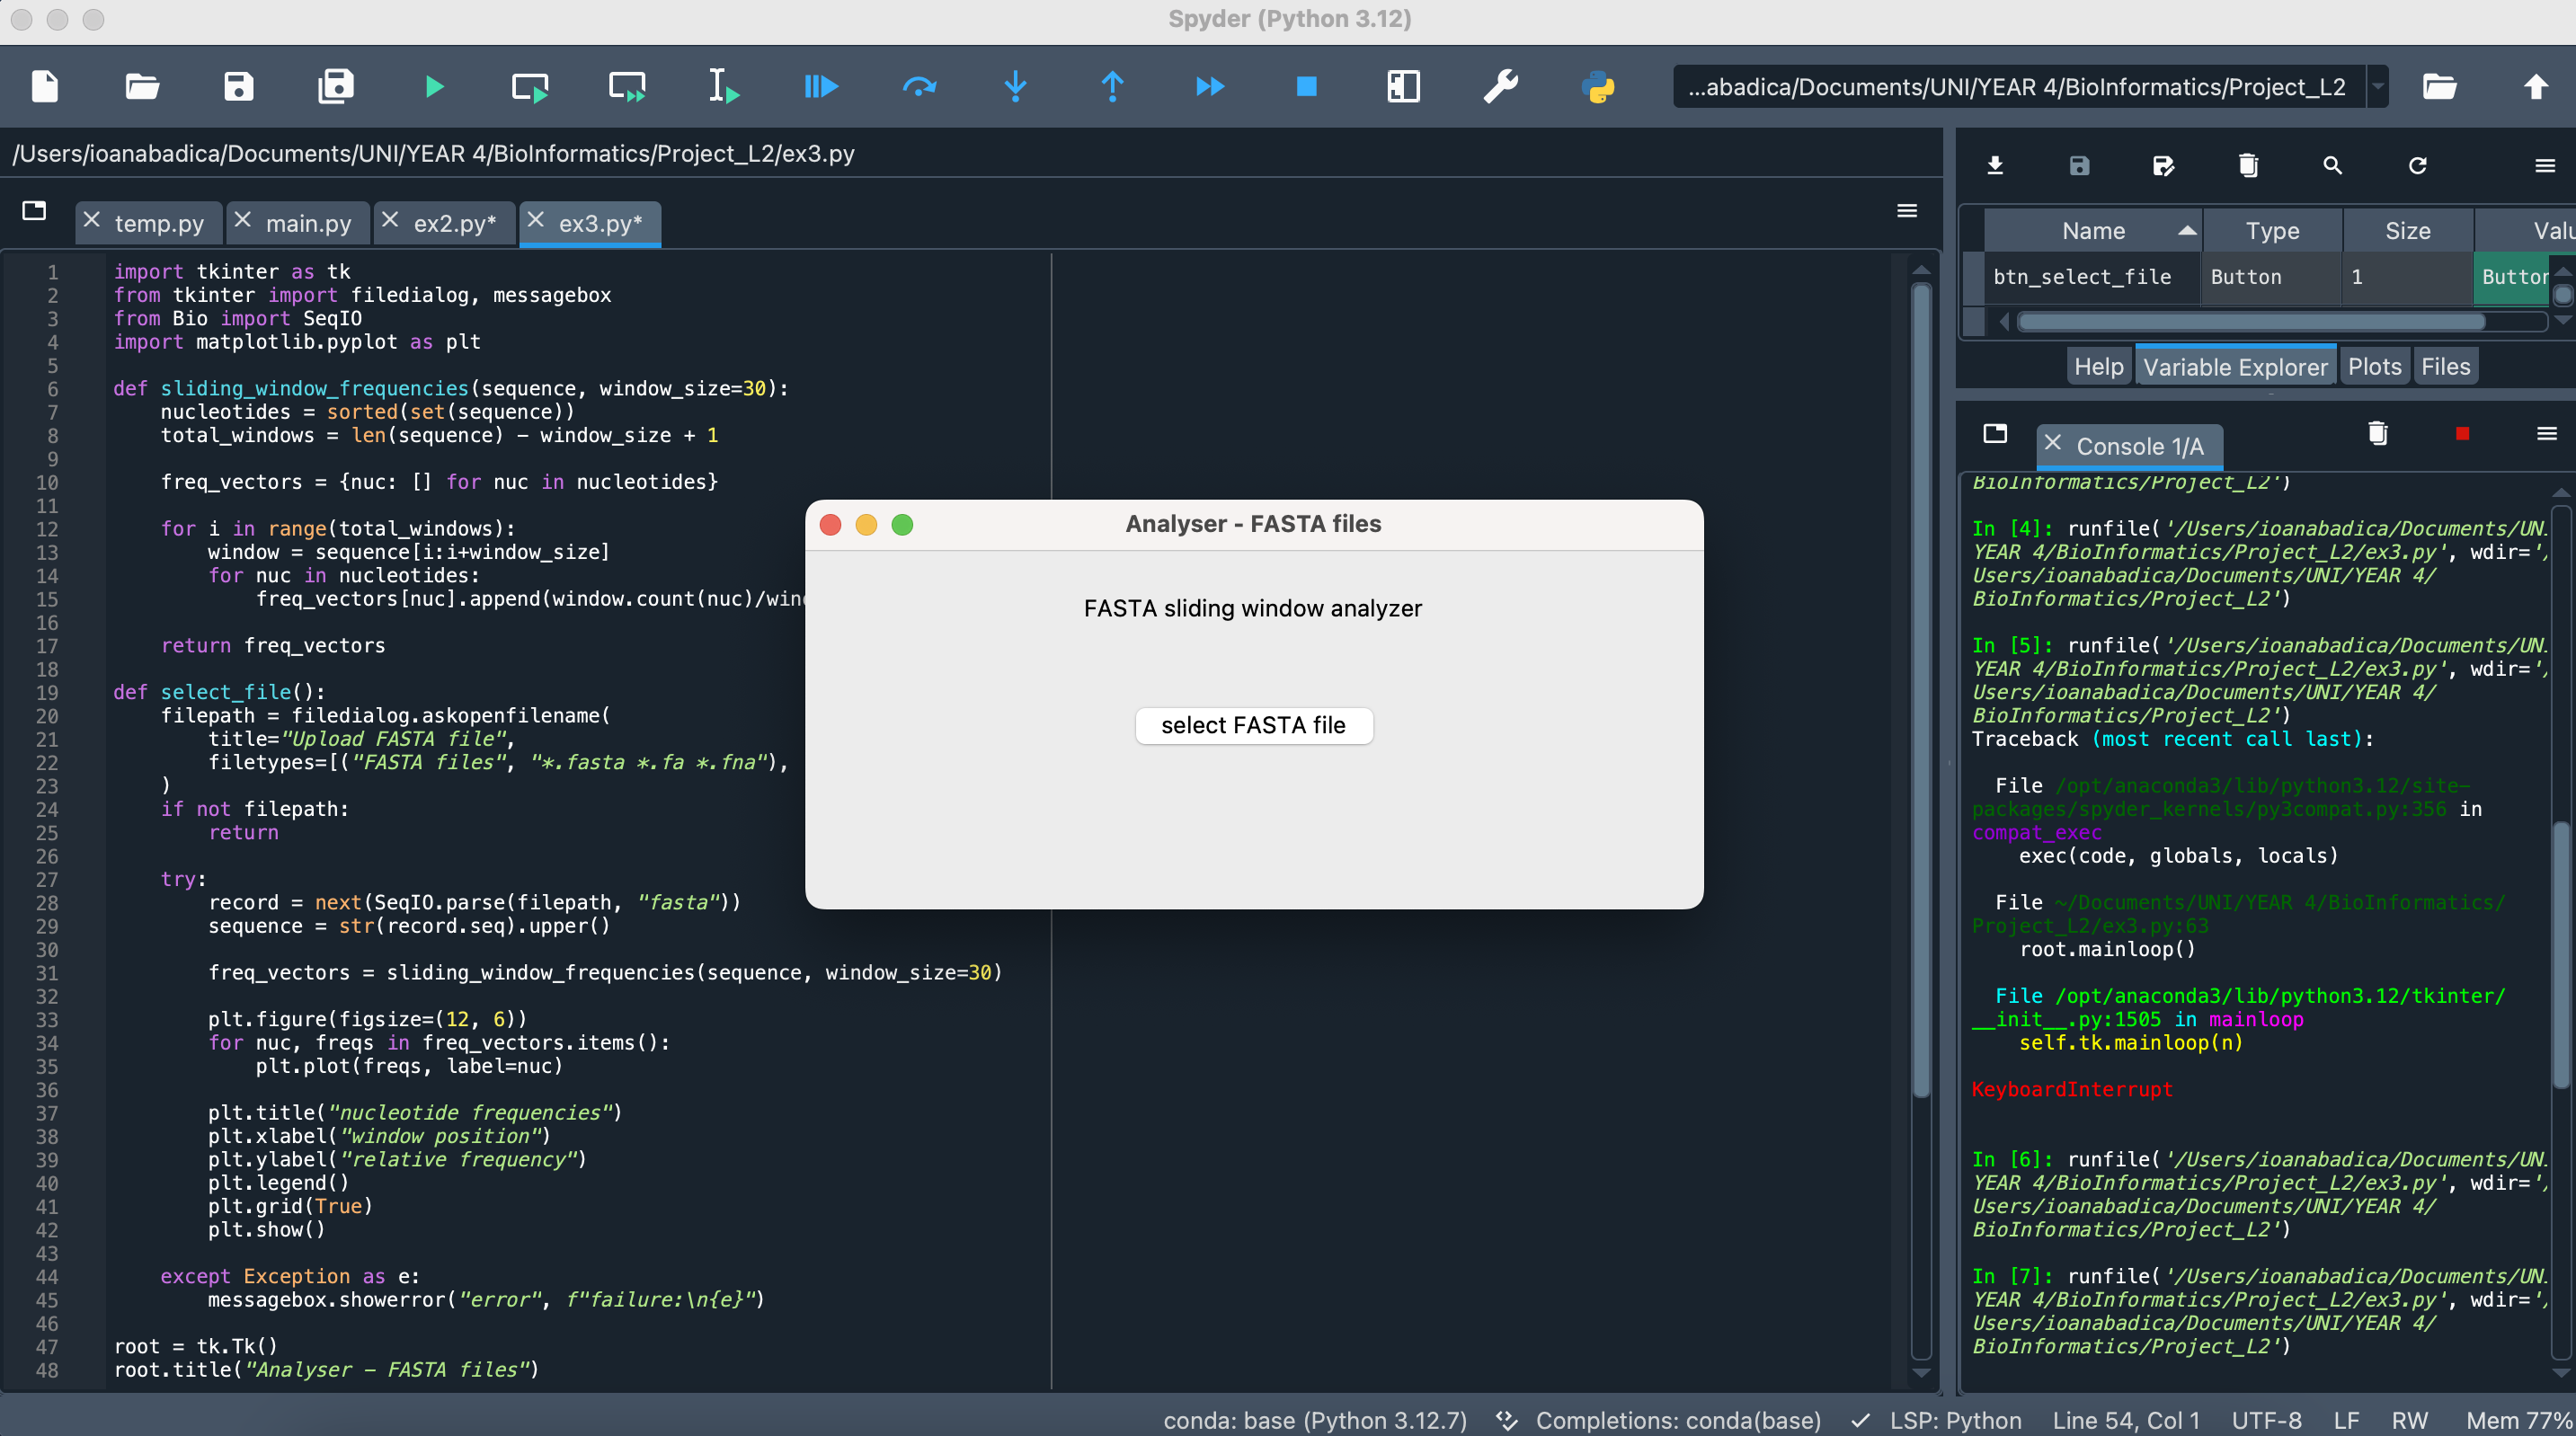 Spyder (Python 3.12)
...abadica/Documents/UNI/YEAR 4/BioInformatics/Project_L2
/Users/ioanabadica/Documents/UNI/YEAR 4/BioInformatics/Project_L2/ex3.py
temp.py
main.py
ex2.py*
ex3.py*
1 import tkinter as tk
2 from tkinter import filedialog, messagebox
3 from Bio import SeqIO
4 import matplotlib.pyplot as plt
5
6 def sliding_window_frequencies(sequence, window_size=30):
7 nucleotides = sorted(set(sequence))
8 total_windows = len(sequence) - window_size + 1
9
10 freq_vectors = {nuc: [] for nuc in nucleotides}
11
12 for i in range(total_windows):
13 window = sequence[i:i+window_size]
14 for nuc in nucleotides:
15 freq_vectors[nuc].append(window.count(nuc)/win
16
17 return freq_vectors
18
19 def select_file():
20 filepath = filedialog.askopenfilename(
21 title="Upload FASTA file",
22 filetypes=[("FASTA files", "*.fasta *.fa *.fna"),
23 )
24 if not filepath:
25 return
26
27 try:
28 record = next(SeqIO.parse(filepath, "fasta"))
29 sequence = str(record.seq).upper()
30
31 freq_vectors = sliding_window_frequencies(sequence, window_size=30)
32
33 plt.figure(figsize=(12, 6))
34 for nuc, freqs in freq_vectors.items():
35 plt.plot(freqs, label=nuc)
36
37 plt.title("nucleotide frequencies")
38 plt.xlabel("window position")
39 plt.ylabel("relative frequency")
40 plt.legend()
41 plt.grid(True)
42 plt.show()
43
44 except Exception as e:
45 messagebox.showerror("error", f"failure:\n{e}")
46
47 root = tk.Tk()
48 root.title("Analyser - FASTA files")
Analyser - FASTA files
FASTA sliding window analyzer
select FASTA file
Name Type Size Valu
btn_select_file Button 1 Button
Help Variable Explorer Plots Files
Console 1/A
BioInformatics/Project_L2')
In [4]: runfile('/Users/ioanabadica/Documents/UN
YEAR 4/BioInformatics/Project_L2/ex3.py', wdir='/
Users/ioanabadica/Documents/UNI/YEAR 4/
BioInformatics/Project_L2')
In [5]: runfile('/Users/ioanabadica/Documents/UN
YEAR 4/BioInformatics/Project_L2/ex3.py', wdir='/
Users/ioanabadica/Documents/UNI/YEAR 4/
BioInformatics/Project_L2')
Traceback (most recent call last):
File /opt/anaconda3/lib/python3.12/site-
packages/spyder_kernels/py3compat.py:356 in
compat_exec
exec(code, globals, locals)
File ~/Documents/UNI/YEAR 4/BioInformatics/
Project_L2/ex3.py:63
root.mainloop()
File /opt/anaconda3/lib/python3.12/tkinter/
__init__.py:1505 in mainloop
self.tk.mainloop(n)
KeyboardInterrupt
In [6]: runfile('/Users/ioanabadica/Documents/UN
YEAR 4/BioInformatics/Project_L2/ex3.py', wdir='/
Users/ioanabadica/Documents/UNI/YEAR 4/
BioInformatics/Project_L2')
In [7]: runfile('/Users/ioanabadica/Documents/UN
YEAR 4/BioInformatics/Project_L2/ex3.py', wdir='/
Users/ioanabadica/Documents/UNI/YEAR 4/
BioInformatics/Project_L2')
conda: base (Python 3.12.7) Completions: conda(base) LSP: Python Line 54, Col 1 UTF-8 LF RW Mem 77%